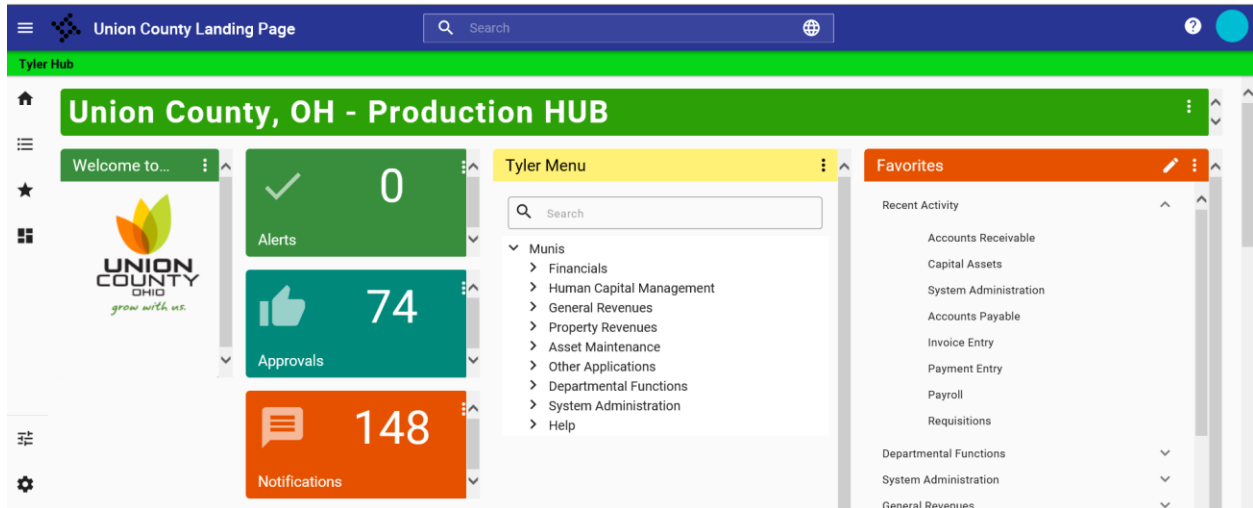 Union County Landing Page
Search
Tyler Hub
Union County, OH - Production HUB
Welcome to...
UNION
COUNTY
OHIO
grow with us.
0
Alerts
74
Approvals
148
Notifications
Tyler Menu
Search
Munis
Financials
Human Capital Management
General Revenues
Property Revenues
Asset Maintenance
Other Applications
Departmental Functions
System Administration
Help
Favorites
Recent Activity
Accounts Receivable
Capital Assets
System Administration
Accounts Payable
Invoice Entry
Payment Entry
Payroll
Requisitions
Departmental Functions
System Administration
General Revenues